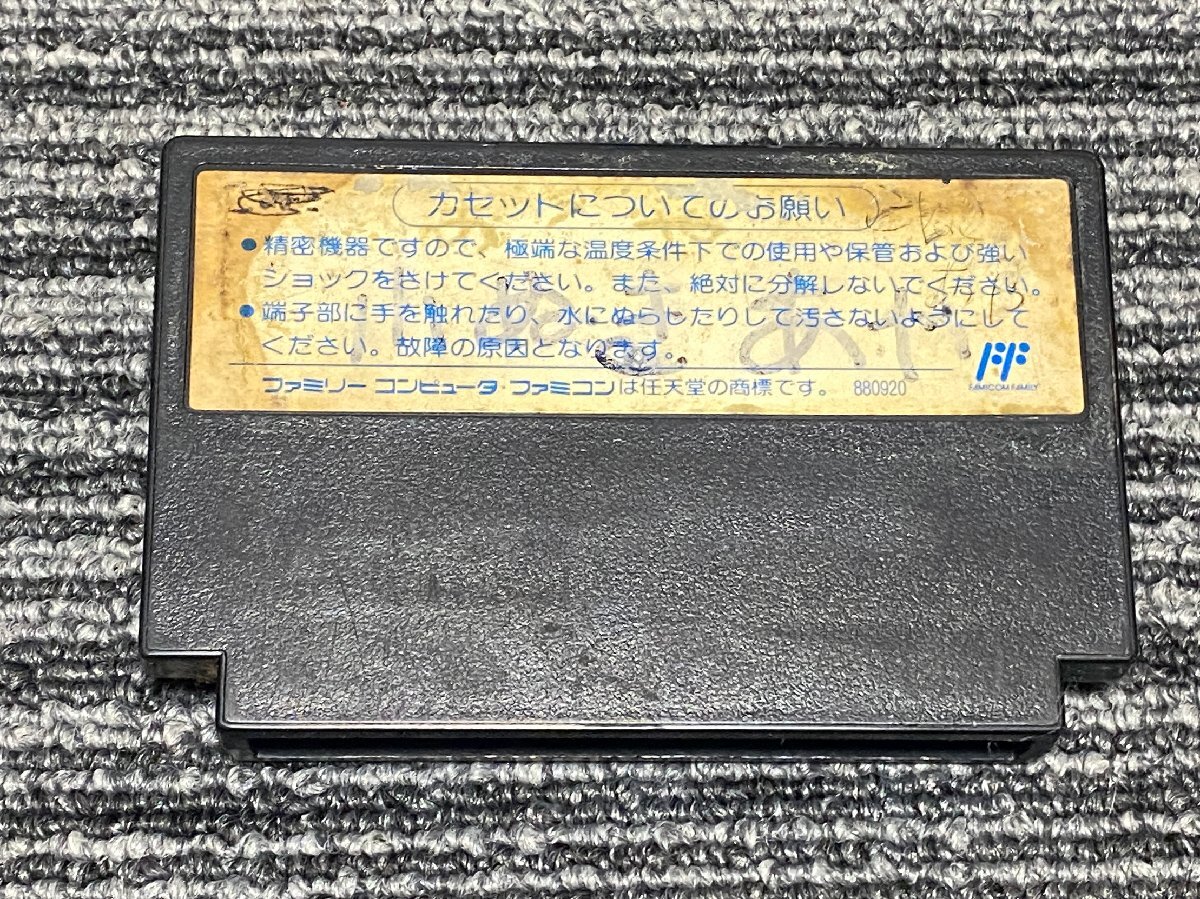 カセットについてのお願い
●精密機器ですので、極端な温度条件下での使用や保管および強い
ショックをさけてください。また、絶対に分解しないでください。
●端子部に手を触れたり、水にぬらしたりして汚さないようにして
ください。故障の原因となります。
ファミリーコンピュータ・ファミコンは任天堂の商標です。 880920
FF
FAMICOM FAMILY